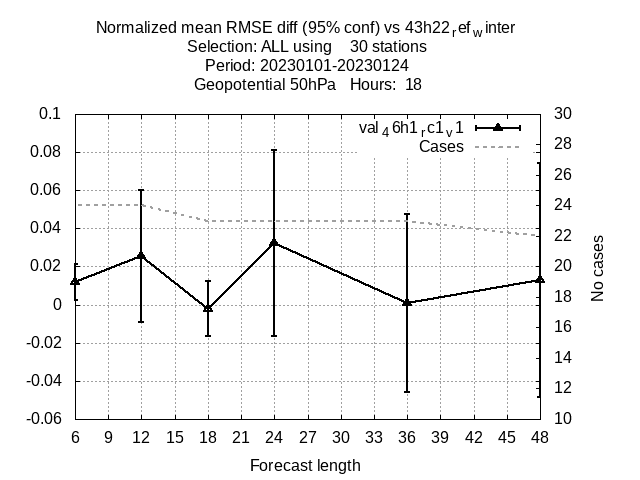 Normalized mean RMSE diff (95% conf) vs 43h22refwinter
Selection: ALL using    30 stations
Period: 20230101-20230124
Geopotential 50hPa   Hours:  18
0.1
0.08
0.06
0.04
0.02
0
-0.02
-0.04
-0.06
30
28
26
24
22
20
18
16
14
12
10
val46h1rc1v1
Cases
No cases
6 9 12 15 18 21 24 27 30 33 36 39 42 45 48
Forecast length